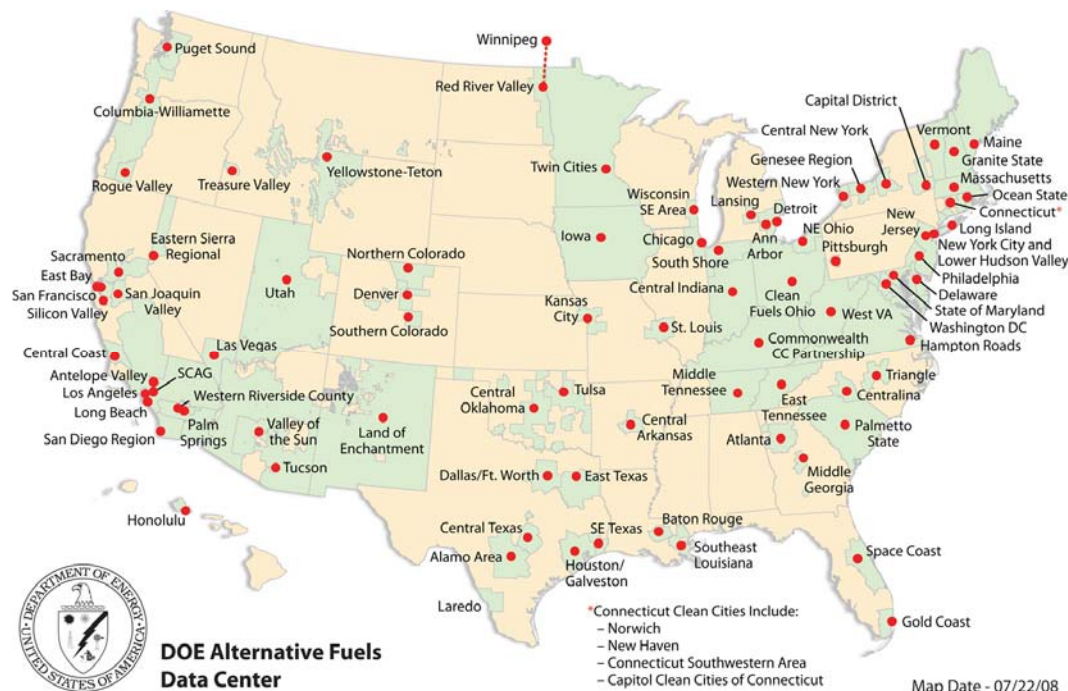 Puget Sound
Winnipeg
Red River Valley
Columbia-Williamette
Capital District
Central New York
Vermont
Maine
Genesee Region
Granite State
Twin Cities
Yellowstone-Teton
Rogue Valley
Treasure Valley
Wisconsin
SE Area
Western New York
Lansing
Detroit
Massachusetts
Ocean State
Connecticut*
New
Jersey
Long Island
Iowa
Chicago
South Shore
Ann
Arbor
NE Ohio
Pittsburgh
New York City and
Lower Hudson Valley
Eastern Sierra
Regional
Sacramento
East Bay
San Francisco
Silicon Valley
San Joaquin
Valley
Northern Colorado
Utah
Denver
Southern Colorado
Kansas
City
Central Indiana
Clean
Fuels Ohio
West VA
Philadelphia
Delaware
State of Maryland
Washington DC
Hampton Roads
St. Louis
Commonwealth
CC Partnership
Central Coast
Las Vegas
Antelope Valley
SCAG
Los Angeles
Western Riverside County
Long Beach
Palm
Springs
San Diego Region
Valley of
the Sun
Tucson
Land of
Enchantment
Central
Oklahoma
Tulsa
Middle
Tennessee
East
Tennessee
Triangle
Centralina
Central
Arkansas
Atlanta
Palmetto
State
Middle
Georgia
Dallas/Ft. Worth
East Texas
Honolulu
Central Texas
SE Texas
Baton Rouge
Alamo Area
Houston/
Galveston
Southeast
Louisiana
Space Coast
Laredo
Gold Coast
*Connecticut Clean Cities Include:
– Norwich
– New Haven
– Connecticut Southwestern Area
– Capitol Clean Cities of Connecticut
DEPARTMENT OF ENERGY
UNITED STATES OF AMERICA
DOE Alternative Fuels
Data Center
Map Date - 07/22/08